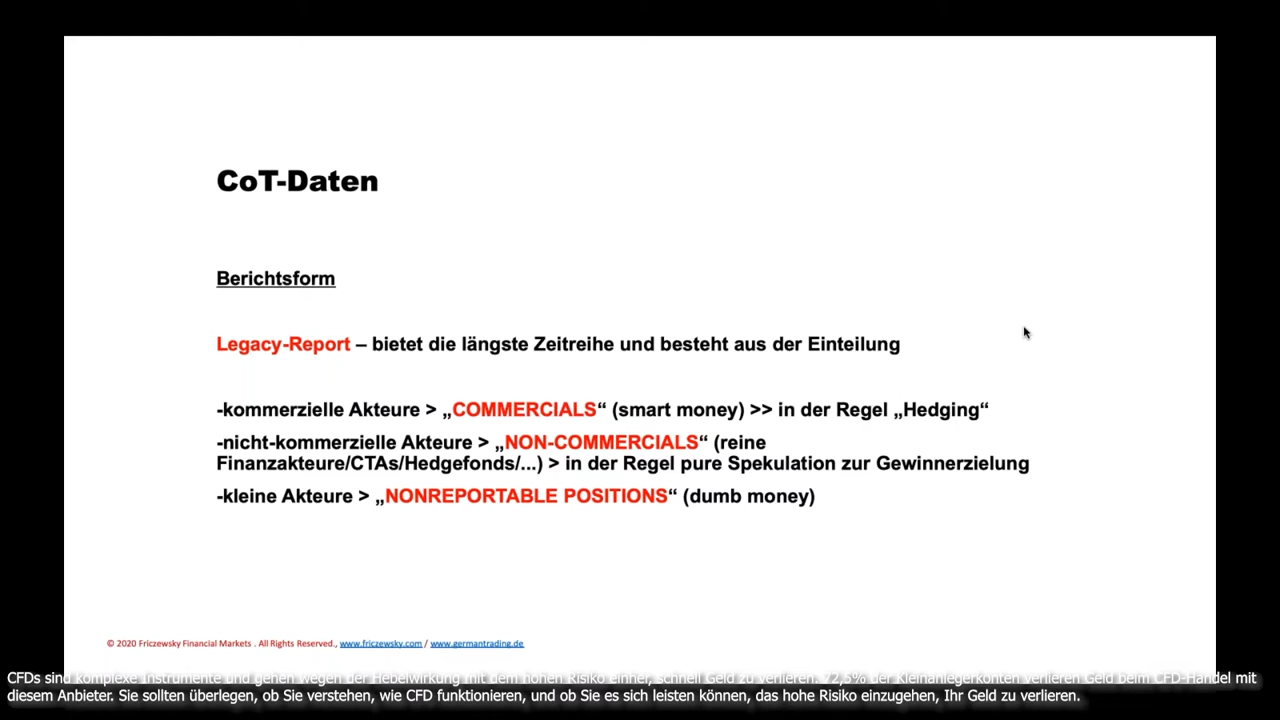 CoT-Daten
Berichtsform
Legacy-Report – bietet die längste Zeitreihe und besteht aus der Einteilung
-kommerzielle Akteure > „COMMERCIALS“ (smart money) >> in der Regel „Hedging“
-nicht-kommerzielle Akteure > „NON-COMMERCIALS“ (reine
Finanzakteure/CTAs/Hedgefonds/...) > in der Regel pure Spekulation zur Gewinnerzielung
-kleine Akteure > „NONREPORTABLE POSITIONS“ (dumb money)
© 2020 Friczewsky Financial Markets . All Rights Reserved., www.friczewsky.com / www.germantrading.de
CFDs sind komplexe Instrumente und gehen wegen der Hebelwirkung mit dem hohen Risiko einher, schnell Geld zu verlieren. 72,5% der Kleinanlegerkonten verlieren Geld beim CFD-Handel mit
diesem Anbieter. Sie sollten überlegen, ob Sie verstehen, wie CFD funktionieren, und ob Sie es sich leisten können, das hohe Risiko einzugehen, Ihr Geld zu verlieren.